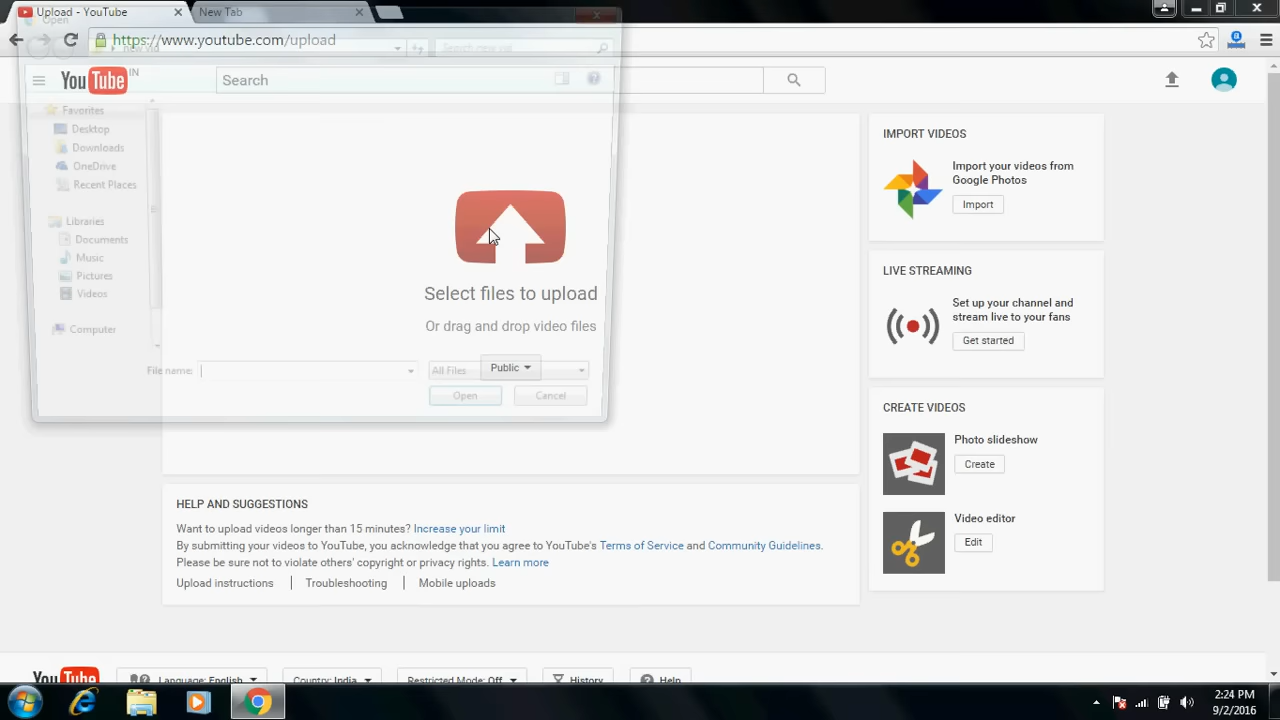 Upload - YouTube
New Tab
Open
https://www.youtube.com/upload
You Tube IN
Search
Favorites
Desktop
Downloads
OneDrive
Recent Places
Libraries
Documents
Music
Pictures
Videos
Computer
Select files to upload
Or drag and drop video files
File name:
All Files
Public
Open
Cancel
IMPORT VIDEOS
Import your videos from
Google Photos
Import
LIVE STREAMING
Set up your channel and
stream live to your fans
Get started
CREATE VIDEOS
Photo slideshow
Create
Video editor
Edit
HELP AND SUGGESTIONS
Want to upload videos longer than 15 minutes? Increase your limit
By submitting your videos to YouTube, you acknowledge that you agree to YouTube's Terms of Service and Community Guidelines.
Please be sure not to violate others' copyright or privacy rights. Learn more
Upload instructions
Troubleshooting
Mobile uploads
You Tube
Language: English
Country: India
Restricted Mode: Off
History
Help
2:24 PM
9/2/2016